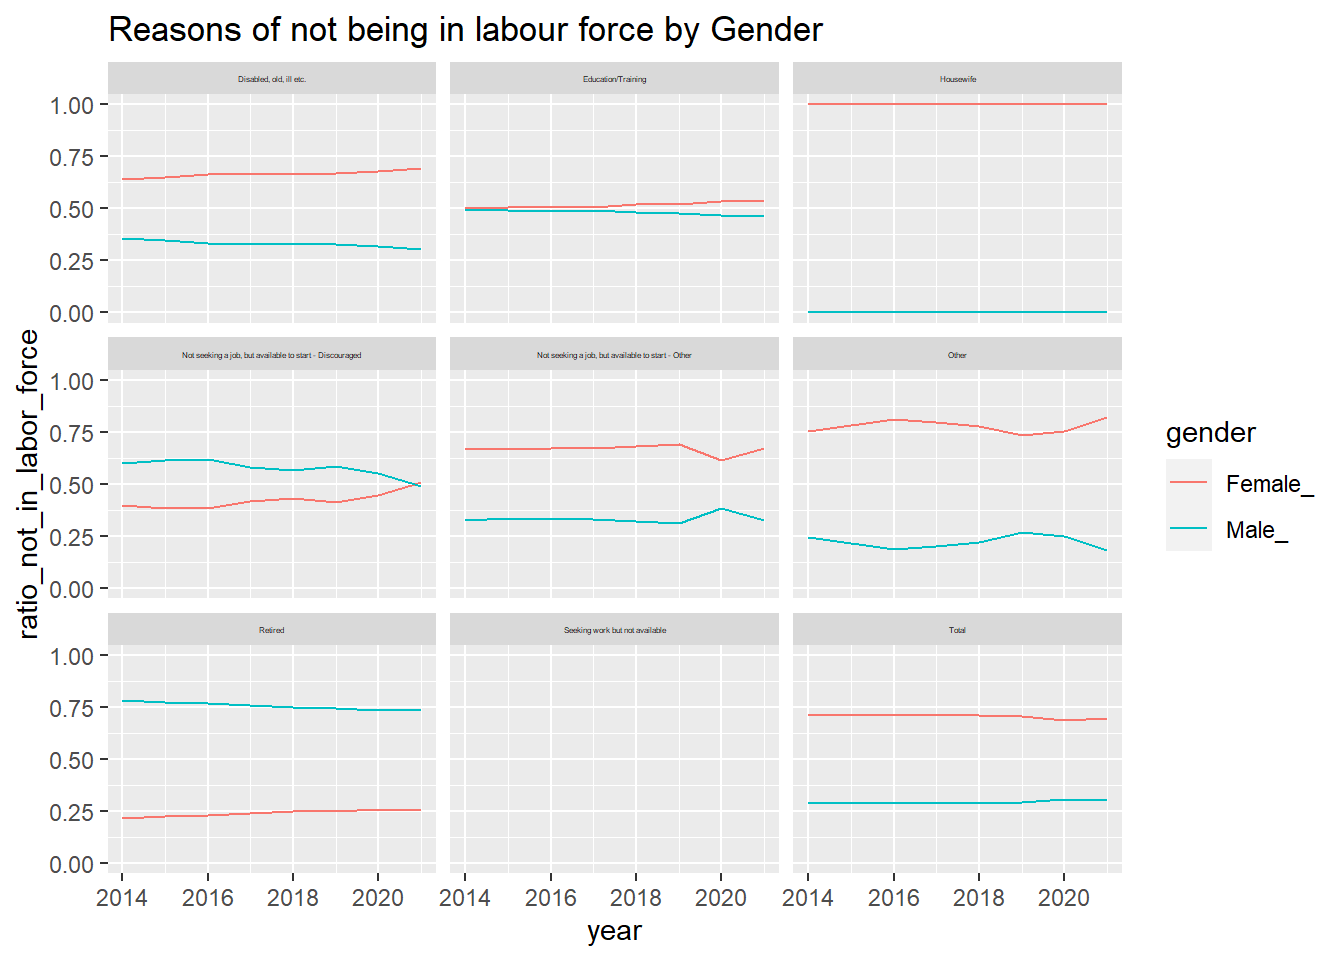 Reasons of not being in labour force by Gender
Disabled, old, ill etc.
Education/Training
Housewife
1.00
0.75
0.50
0.25
0.00
Not seeking a job, but available to start - Discouraged
Not seeking a job, but available to start - Other
Other
1.00
0.75
0.50
0.25
0.00
Retired
Seeking work but not available
Total
1.00
0.75
0.50
0.25
0.00
2014 2016 2018 2020
2014 2016 2018 2020
2014 2016 2018 2020
year
ratio_not_in_labor_force
gender
Female_
Male_